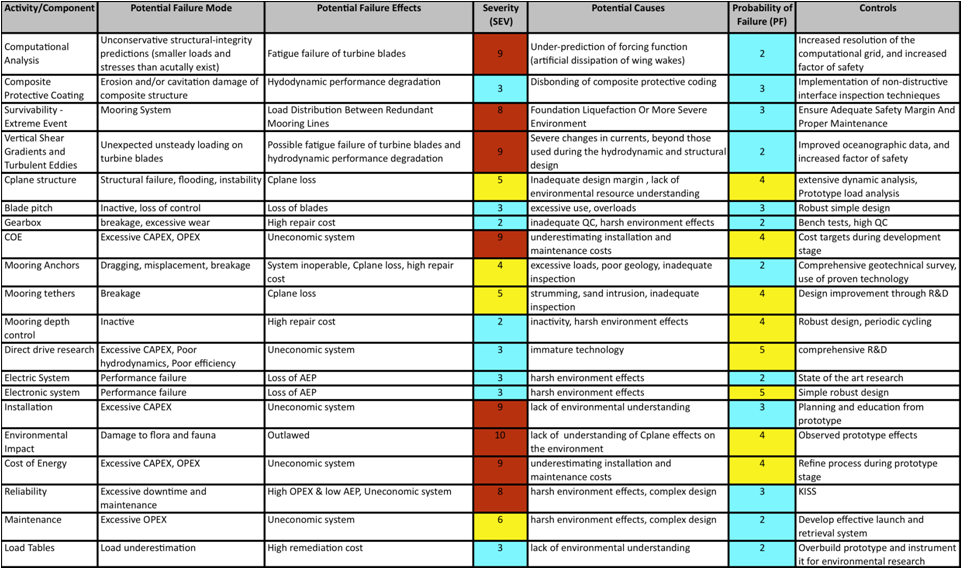 Activity/Component Potential Failure Mode Potential Failure Effects Severity (SEV) Potential Causes Probability of Failure (PF) Controls
Computational Analysis Unconservative structural-integrity predictions (smaller loads and stresses than acutally exist) Fatigue failure of turbine blades 9 Under-prediction of forcing function (artificial dissipation of wing wakes) 2 Increased resolution of the computational grid, and increased factor of safety
Composite Protective Coating Erosion and/or cavitation damage of composite structure Hydodynamic performance degradation 3 Disbonding of composite protective coding 3 Implementation of non-distructive interface inspection technieques
Survivability - Extreme Event Mooring System Load Distribution Between Redundant Mooring Lines 8 Foundation Liquefaction Or More Severe Environment 3 Ensure Adequate Safety Margin And Proper Maintenance
Vertical Shear Gradients and Turbulent Eddies Unexpected unsteady loading on turbine blades Possible fatigue failure of turbine blades and hydrodynamic performance degradation 9 Severe changes in currents, beyond those used during the hydrodynamic and structural design 2 Improved oceanographic data, and increased factor of safety
Cplane structure Structural failure, flooding, instability Cplane loss 5 Inadequate design margin , lack of environmental resource understanding 4 extensive dynamic analysis, Prototype load analysis
Blade pitch Inactive, loss of control Loss of blades 3 excessive use, overloads 3 Robust simple design
Gearbox breakage, excessive wear High repair cost 2 inadequate QC, harsh environment effects 2 Bench tests, high QC
COE Excessive CAPEX, OPEX Uneconomic system 9 underestimating installation and maintenance costs 4 Cost targets during development stage
Mooring Anchors Dragging, misplacement, breakage System inoperable, Cplane loss, high repair cost 4 excessive loads, poor geology, inadequate inspection 2 Comprehensive geotechnical survey, use of proven technology
Mooring tethers Breakage Cplane loss 5 strumming, sand intrusion, inadequate inspection 4 Design improvement through R&D
Mooring depth control Inactive High repair cost 2 inactivity, harsh environment effects 4 Robust design, periodic cycling
Direct drive research Excessive CAPEX, Poor hydrodynamics, Poor efficiency Uneconomic system 3 immature technology 5 comprehensive R&D
Electric System Performance failure Loss of AEP 3 harsh environment effects 2 State of the art research
Electronic system Performance failure Loss of AEP 3 harsh environment effects 5 Simple robust design
Installation Excessive CAPEX Uneconomic system 9 lack of environmental understanding 3 Planning and education from prototype
Environmental Impact Damage to flora and fauna Outlawed 10 lack of understanding of Cplane effects on the environment 4 Observed prototype effects
Cost of Energy Excessive CAPEX, OPEX Uneconomic system 9 underestimating installation and maintenance costs 4 Refine process during prototype stage
Reliability Excessive downtime and maintenance High OPEX & low AEP, Uneconomic system 8 harsh environment effects, complex design 3 KISS
Maintenance Excessive OPEX Uneconomic system 6 harsh environment effects, complex design 2 Develop effective launch and retrieval system
Load Tables Load underestimation High remediation cost 3 lack of environmental understanding 2 Overbuild prototype and instrument it for environmental research